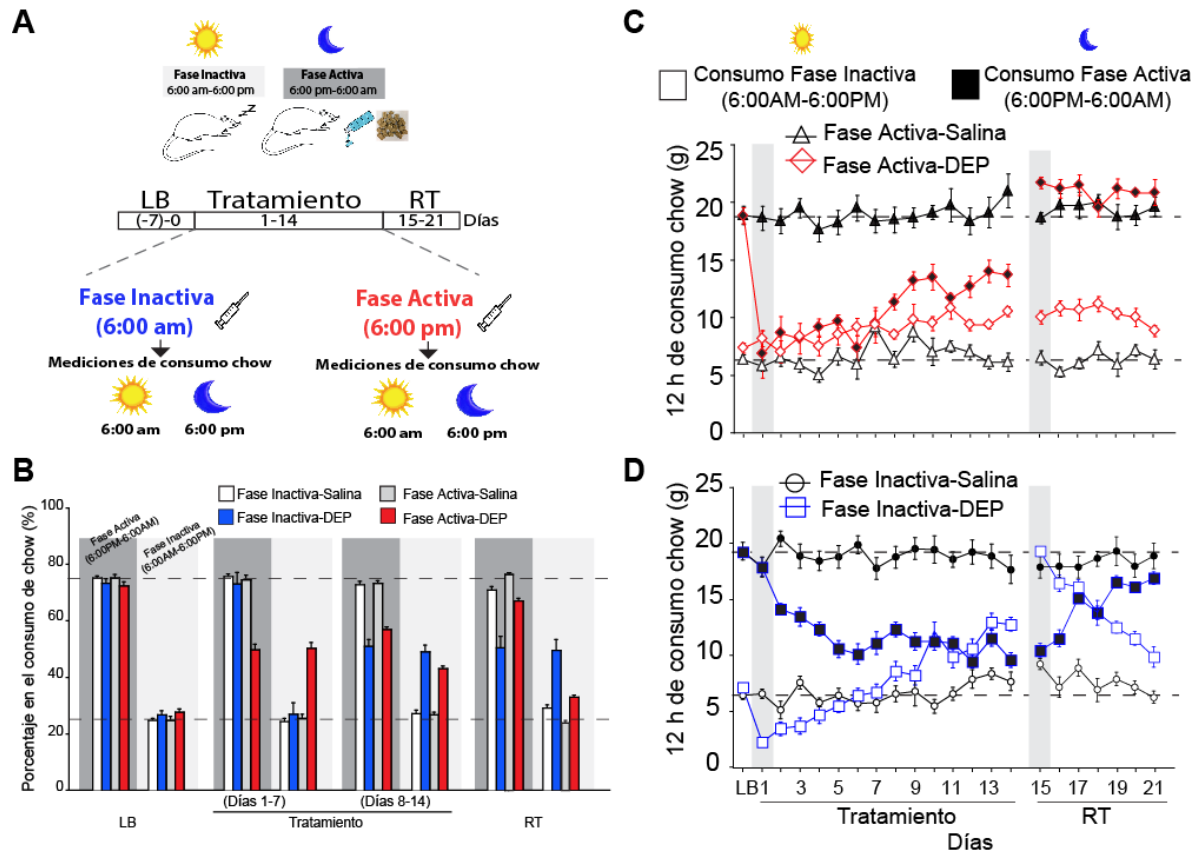 A
Fase Inactiva
6:00 am-6:00 pm
Fase Activa
6:00 pm-6:00 am
z
z
LB
Tratamiento
RT
(-7)-0
1-14
15-21
Días
Fase Inactiva
(6:00 am)
Mediciones de consumo chow
6:00 am
6:00 pm
Fase Activa
(6:00 pm)
Mediciones de consumo chow
6:00 am
6:00 pm
B
Fase Inactiva-Salina
Fase Activa-Salina
Fase Inactiva-DEP
Fase Activa-DEP
Porcentaje en el consumo de chow (%)
100
80
60
40
20
0
Fase Activa
(6:00PM-6:00AM)
Fase Inactiva
(6:00AM-6:00PM)
(Días 1-7)
(Días 8-14)
LB
Tratamiento
RT
C
Consumo Fase Inactiva
(6:00AM-6:00PM)
Consumo Fase Activa
(6:00PM-6:00AM)
Fase Activa-Salina
Fase Activa-DEP
12 h de consumo chow (g)
25
20
15
10
5
0
D
Fase Inactiva-Salina
Fase Inactiva-DEP
12 h de consumo chow (g)
25
20
15
10
5
0
LB 1 3 5 7 9 11 13 15 17 19 21
Tratamiento
RT
Días